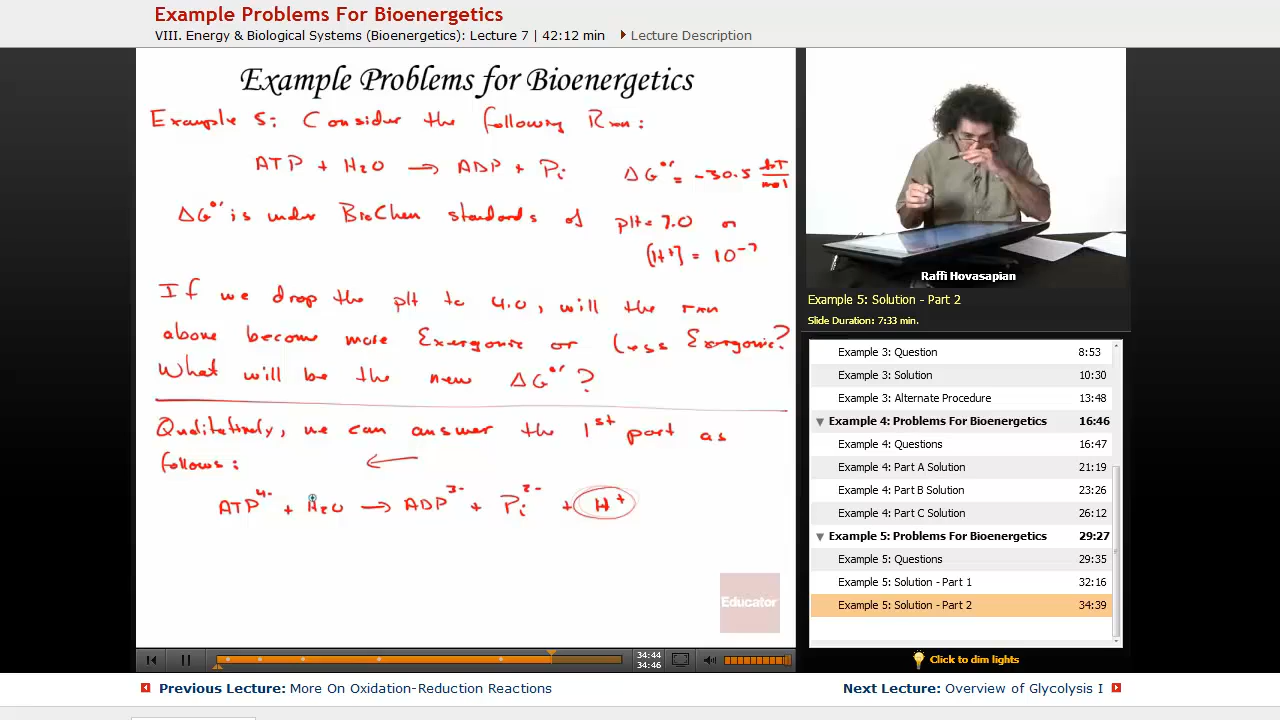 Example Problems For Bioenergetics
VIII. Energy & Biological Systems (Bioenergetics): Lecture 7 | 42:12 min
Lecture Description
Example Problems for Bioenergetics
Example 5: Consider the following Rxn:
ATP + H₂O → ADP + Pi ΔG°' = -30.5 kJ/mol
ΔG°' is under BioChem standards of pH = 7.0 or
[H⁺] = 10⁻⁷
If we drop the pH to 4.0, will the rxn
above become more Exergonic or Less Exergonic?
What will be the new ΔG°'?
Qualitatively, we can answer the 1st part as
follows: ←
ATP⁴⁻ + H₂O → ADP³⁻ + Pi²⁻ + H⁺
Educator
34:44
34:46
Raffi Hovasapian
Example 5: Solution - Part 2
Slide Duration: 7:33 min.
Example 3: Question 8:53
Example 3: Solution 10:30
Example 3: Alternate Procedure 13:48
Example 4: Problems For Bioenergetics 16:46
Example 4: Questions 16:47
Example 4: Part A Solution 21:19
Example 4: Part B Solution 23:26
Example 4: Part C Solution 26:12
Example 5: Problems For Bioenergetics 29:27
Example 5: Questions 29:35
Example 5: Solution - Part 1 32:16
Example 5: Solution - Part 2 34:39
Click to dim lights
Previous Lecture: More On Oxidation-Reduction Reactions
Next Lecture: Overview of Glycolysis I